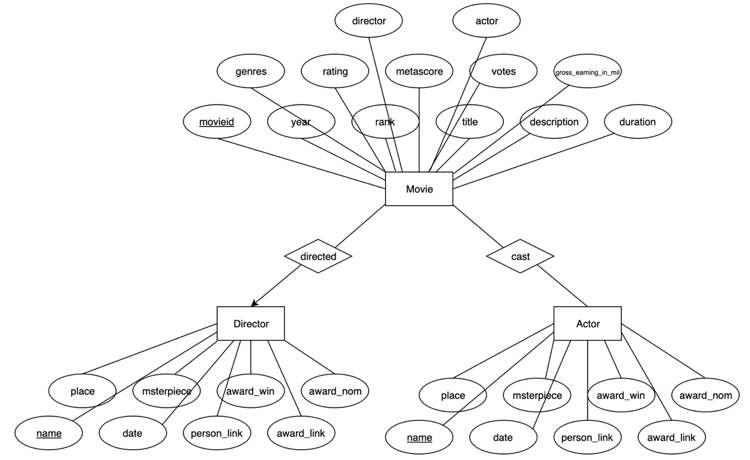 director
actor
genres
rating
metascore
votes
gross_earning_in_mil
movieid
year
rank
title
description
duration
Movie
directed
cast
Director
Actor
place
msterpiece
award_win
award_nom
place
msterpiece
award_win
award_nom
name
date
person_link
award_link
name
date
person_link
award_link